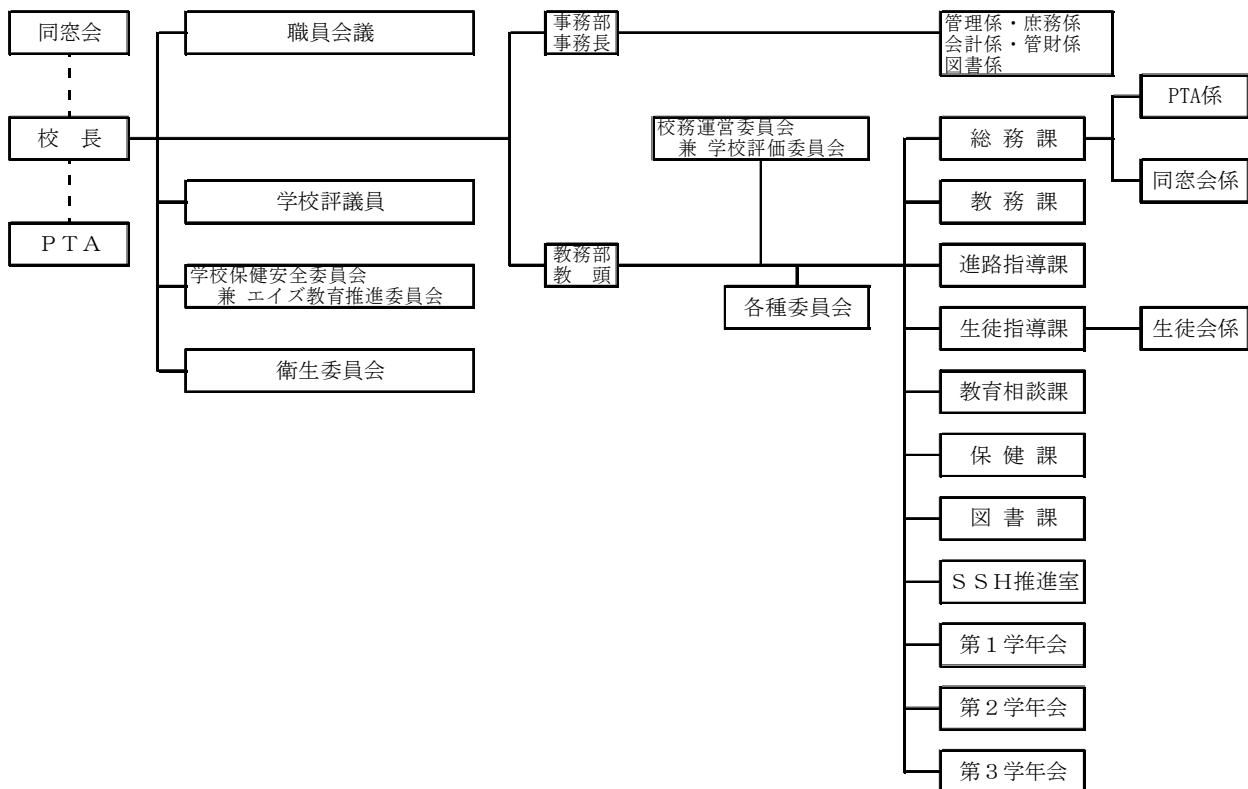 同窓会
校　長
ＰＴＡ
職員会議
学校評議員
学校保健安全委員会
兼 エイズ教育推進委員会
衛生委員会
事務部
事務長
管理係・庶務係
会計係・管財係
図書係
校務運営委員会
兼 学校評価委員会
教務部
教　頭
各種委員会
総 務 課
PTA係
同窓会係
教 務 課
進路指導課
生徒指導課
生徒会係
教育相談課
保 健 課
図 書 課
ＳＳＨ推進室
第１学年会
第２学年会
第３学年会